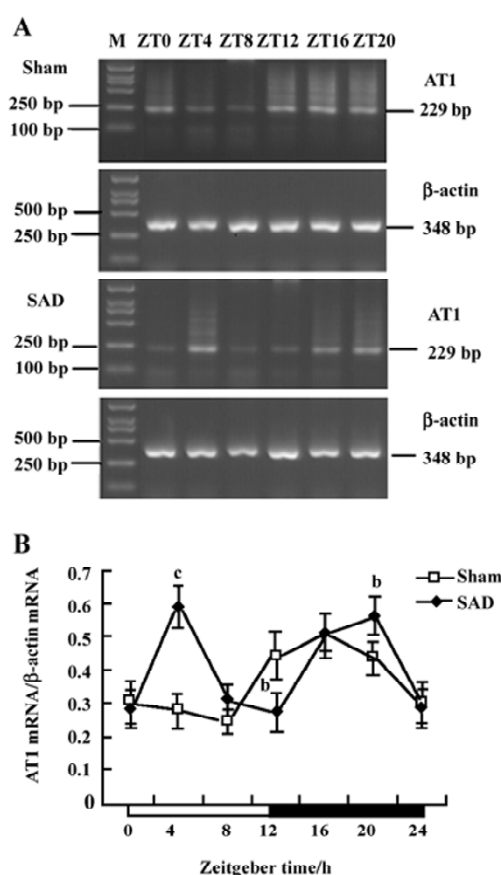 A
M ZT0 ZT4 ZT8 ZT12 ZT16 ZT20
Sham
AT1
250 bp
229 bp
100 bp
β-actin
500 bp
348 bp
250 bp
SAD
AT1
250 bp
229 bp
100 bp
β-actin
500 bp
348 bp
250 bp
B
Sham
SAD
AT1 mRNA/β-actin mRNA
0.7
0.6
0.5
0.4
0.3
0.2
0.1
0
c
b
b
0 4 8 12 16 20 24
Zeitgeber time/h